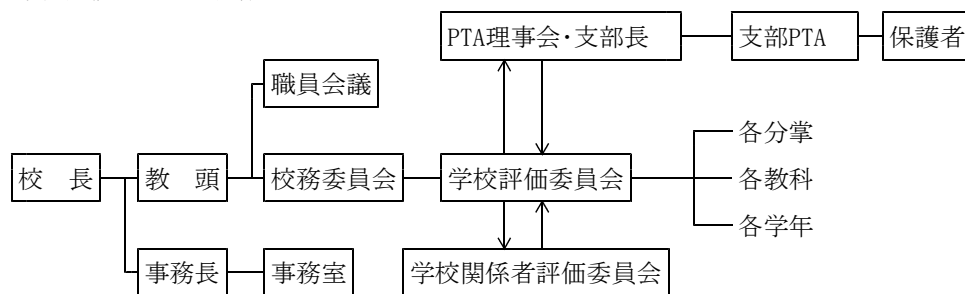 PTA理事会・支部長
支部PTA
保護者
職員会議
各分掌
校　長
教　頭
校務委員会
学校評価委員会
各教科
各学年
事務長
事務室
学校関係者評価委員会